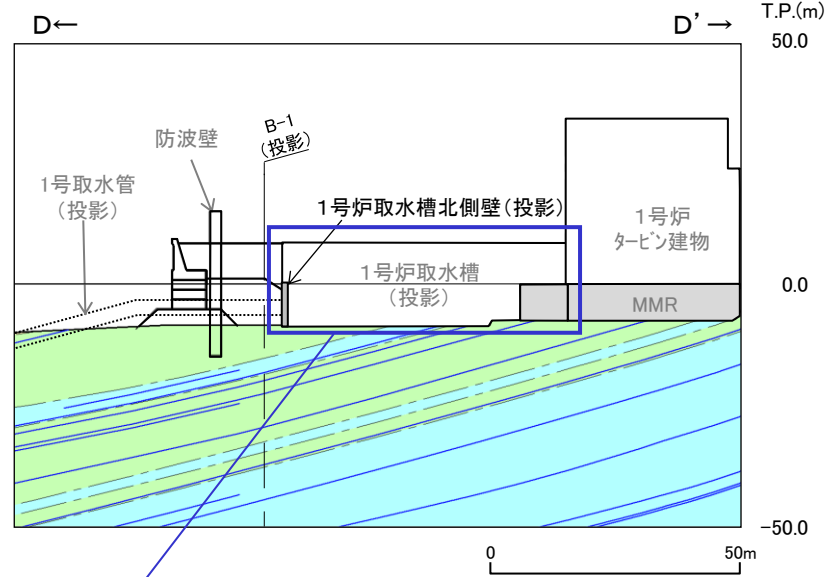 D←
D’→
T.P.(m)
50.0
防波壁
B-1
(投影)
1号取水管
(投影)
1号炉取水槽北側壁(投影)
1号炉
タービン建物
1号炉取水槽
(投影)
0.0
MMR
-50.0
0
50m